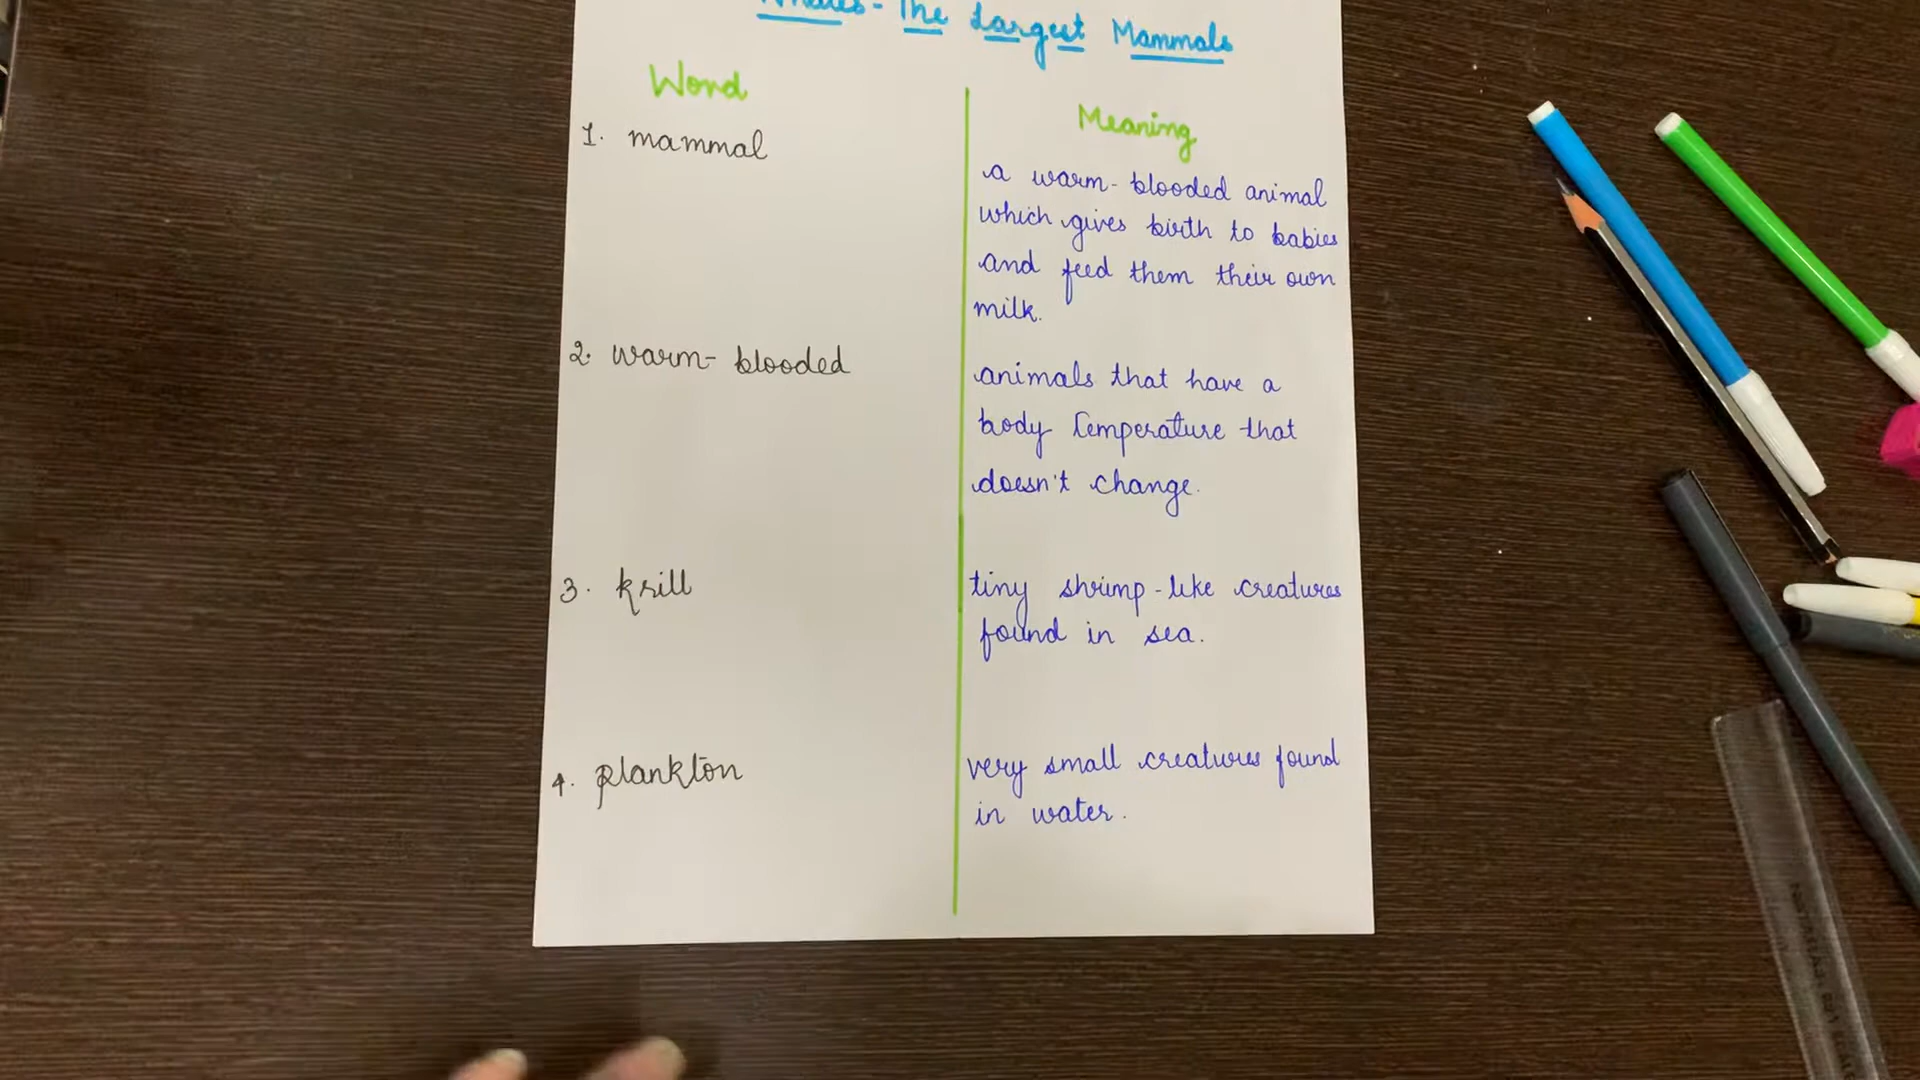 Whales - The Largest Mammals
Word
Meaning
1. mammal
a warm-blooded animal
which gives birth to babies
and feed them their own
milk.
2. warm-blooded
animals that have a
body temperature that
doesn't change.
3. krill
tiny shrimp-like creatures
found in sea.
4. plankton
very small creatures found
in water.